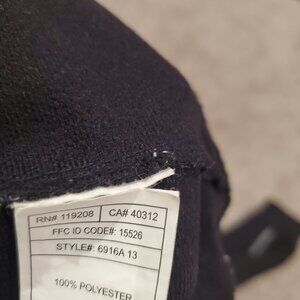 RN# 119208 CA# 40312
FFC ID CODE#: 15526
STYLE#: 6916A 13
100% POLYESTER